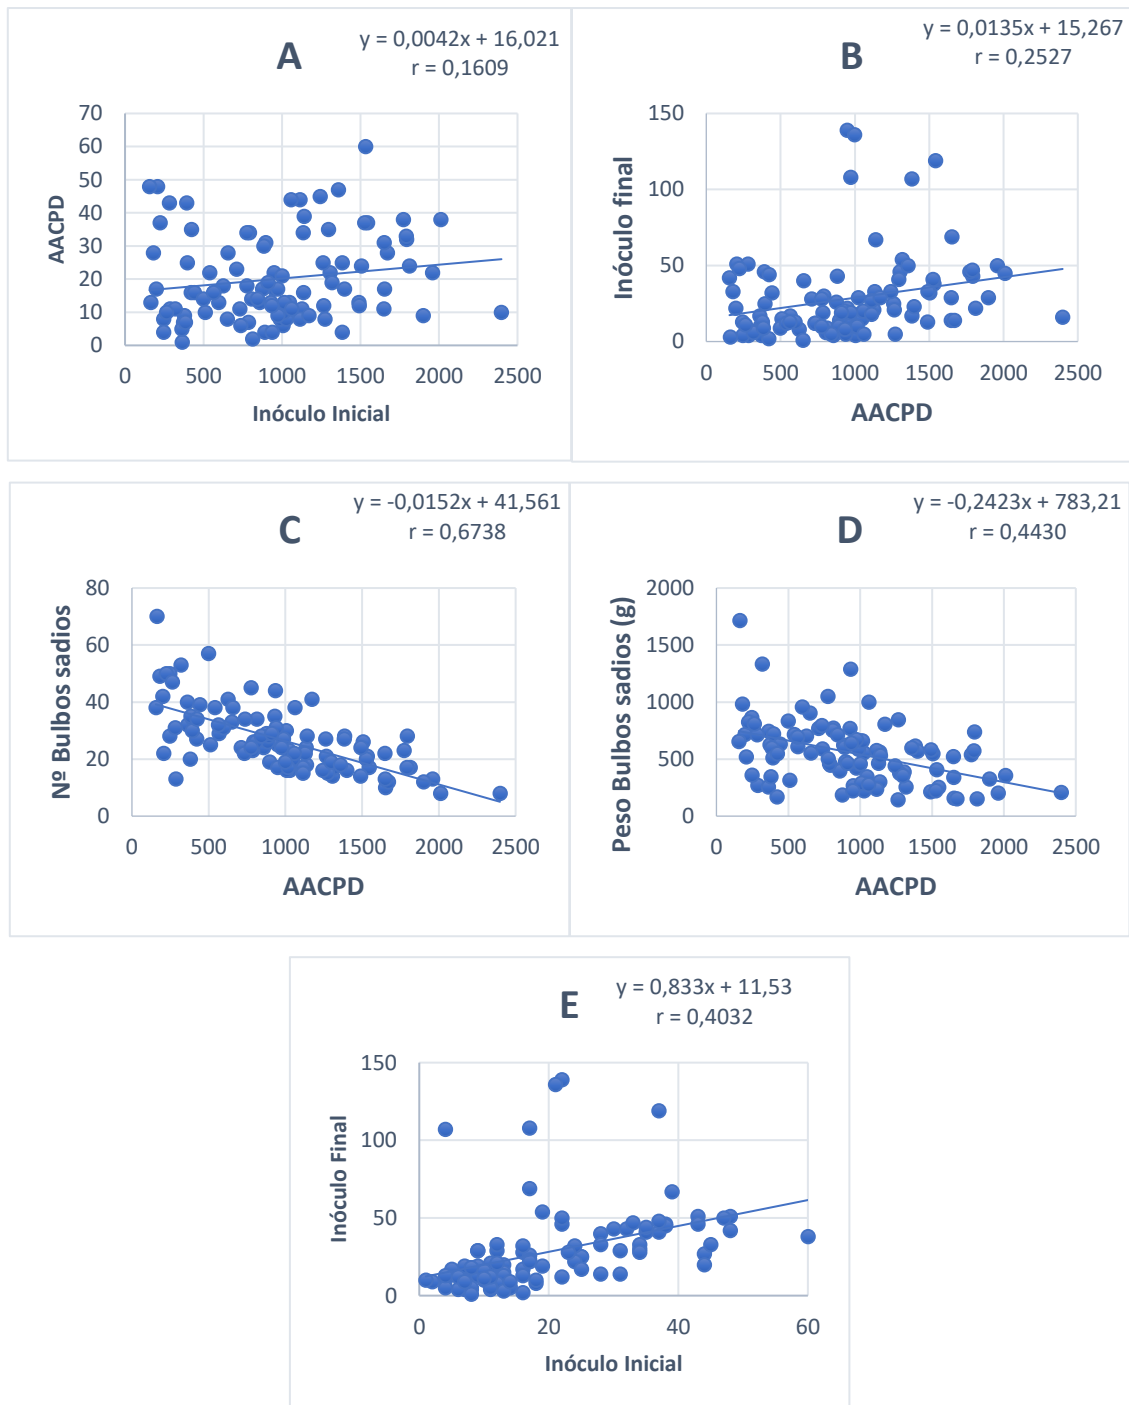 A
y = 0,0042x + 16,021
r = 0,1609
AACPD
70
60
50
40
30
20
10
0
0 500 1000 1500 2000 2500
Inóculo Inicial
B
y = 0,0135x + 15,267
r = 0,2527
Inóculo final
150
100
50
0
0 500 1000 1500 2000 2500
AACPD
C
y = -0,0152x + 41,561
r = 0,6738
Nº Bulbos sadios
80
60
40
20
0
0 500 1000 1500 2000 2500
AACPD
D
y = -0,2423x + 783,21
r = 0,4430
Peso Bulbos sadios (g)
2000
1500
1000
500
0
0 500 1000 1500 2000 2500
AACPD
E
y = 0,833x + 11,53
r = 0,4032
Inóculo Final
150
100
50
0
0 20 40 60
Inóculo Inicial